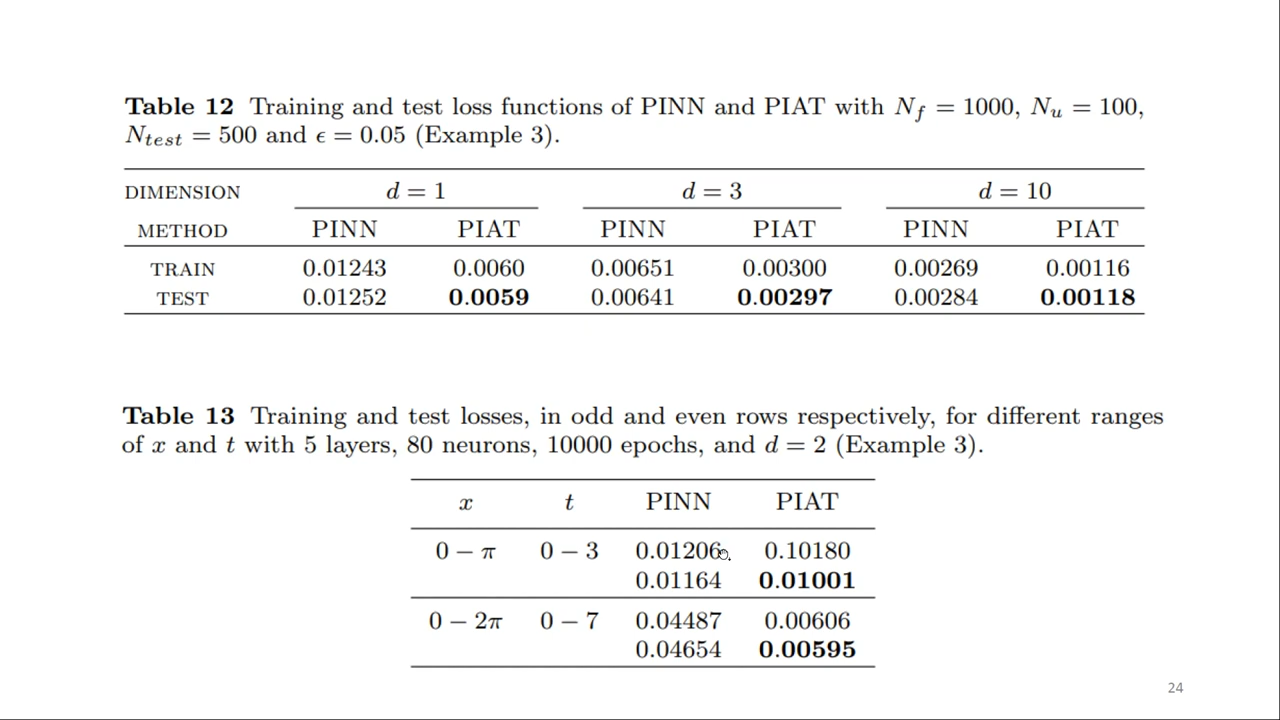 Table 12 Training and test loss functions of PINN and PIAT with N_f = 1000, N_u = 100,
N_test = 500 and ϵ = 0.05 (Example 3).
DIMENSION d = 1 d = 3 d = 10
METHOD PINN PIAT PINN PIAT PINN PIAT
TRAIN 0.01243 0.0060 0.00651 0.00300 0.00269 0.00116
TEST 0.01252 0.0059 0.00641 0.00297 0.00284 0.00118
Table 13 Training and test losses, in odd and even rows respectively, for different ranges
of x and t with 5 layers, 80 neurons, 10000 epochs, and d = 2 (Example 3).
x t PINN PIAT
0 − π 0 − 3 0.01206 0.10180
0.01164 0.01001
0 − 2π 0 − 7 0.04487 0.00606
0.04654 0.00595
24